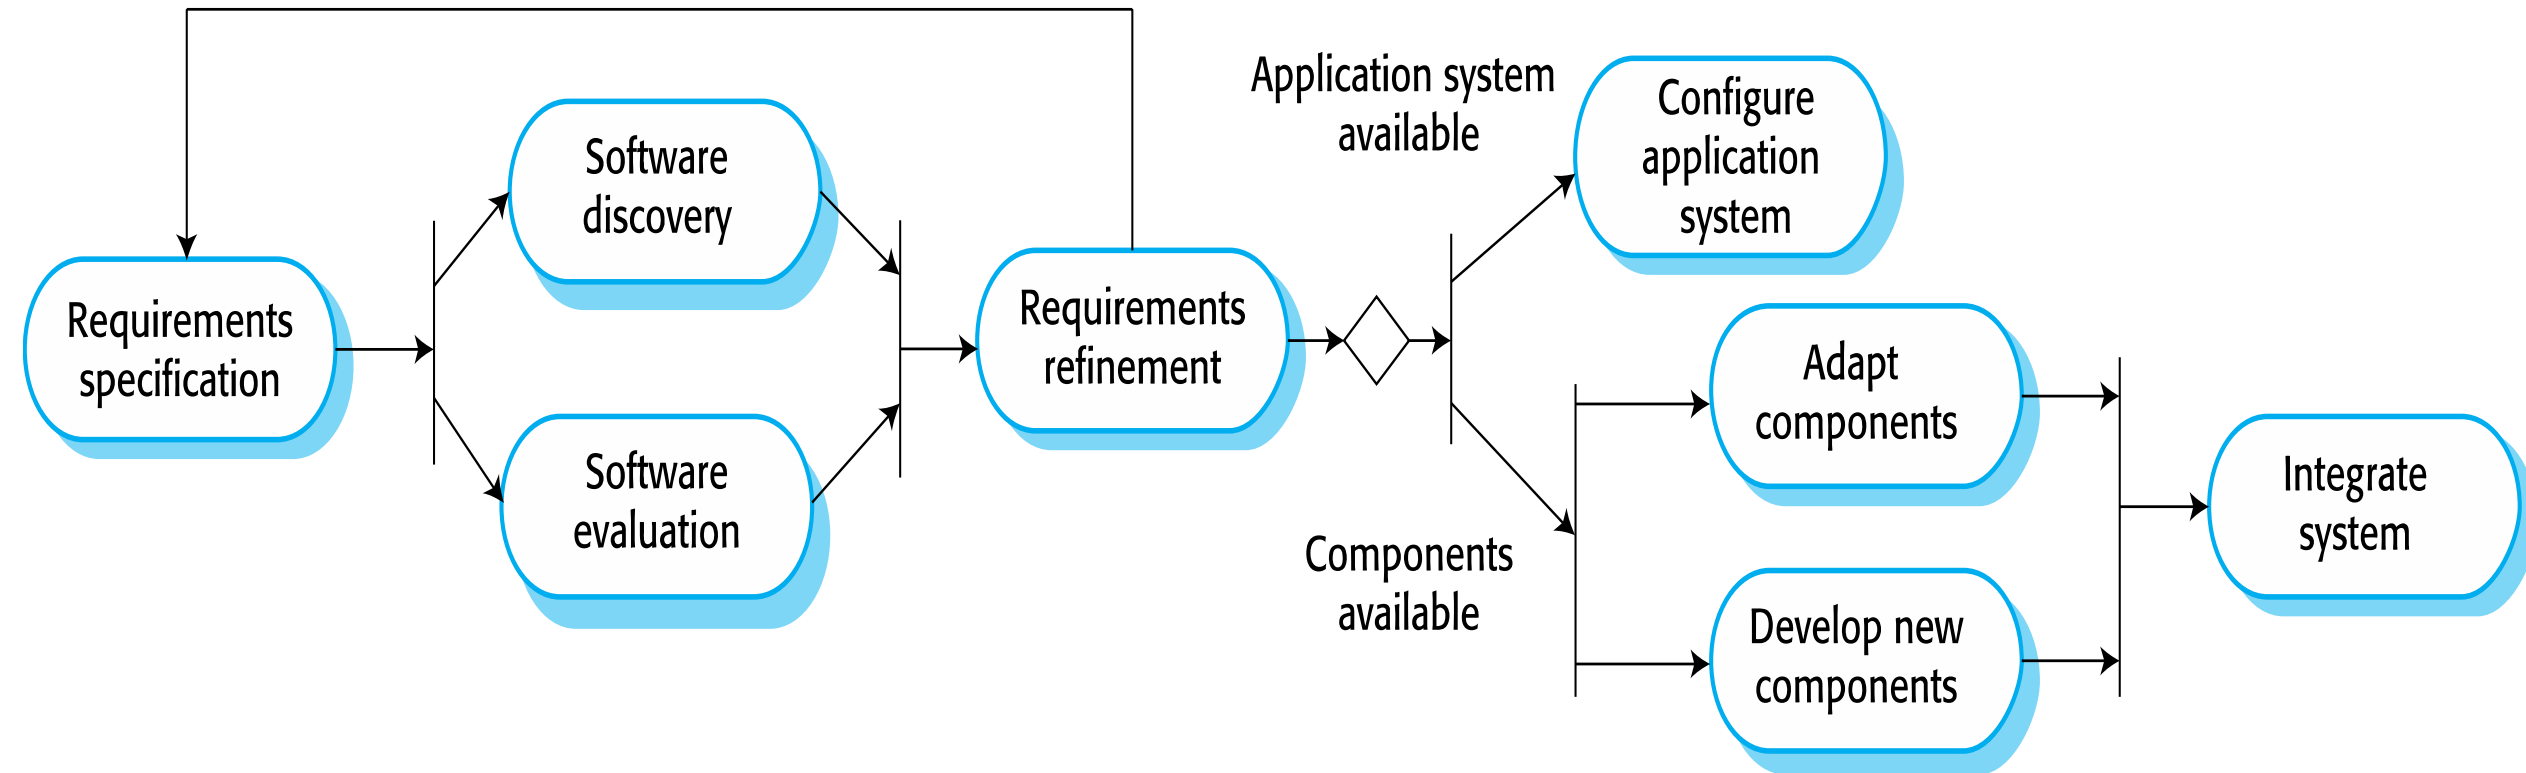 Requirements
specification
Software
discovery
Software
evaluation
Requirements
refinement
Application system
available
Components
available
Configure
application
system
Adapt
components
Develop new
components
Integrate
system